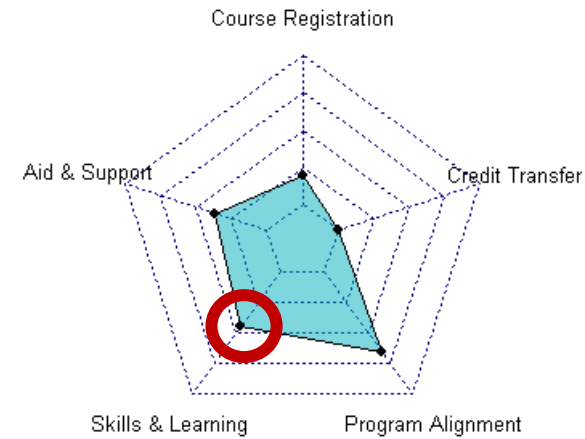 Course Registration
Aid & Support
Credit Transfer
Skills & Learning
Program Alignment